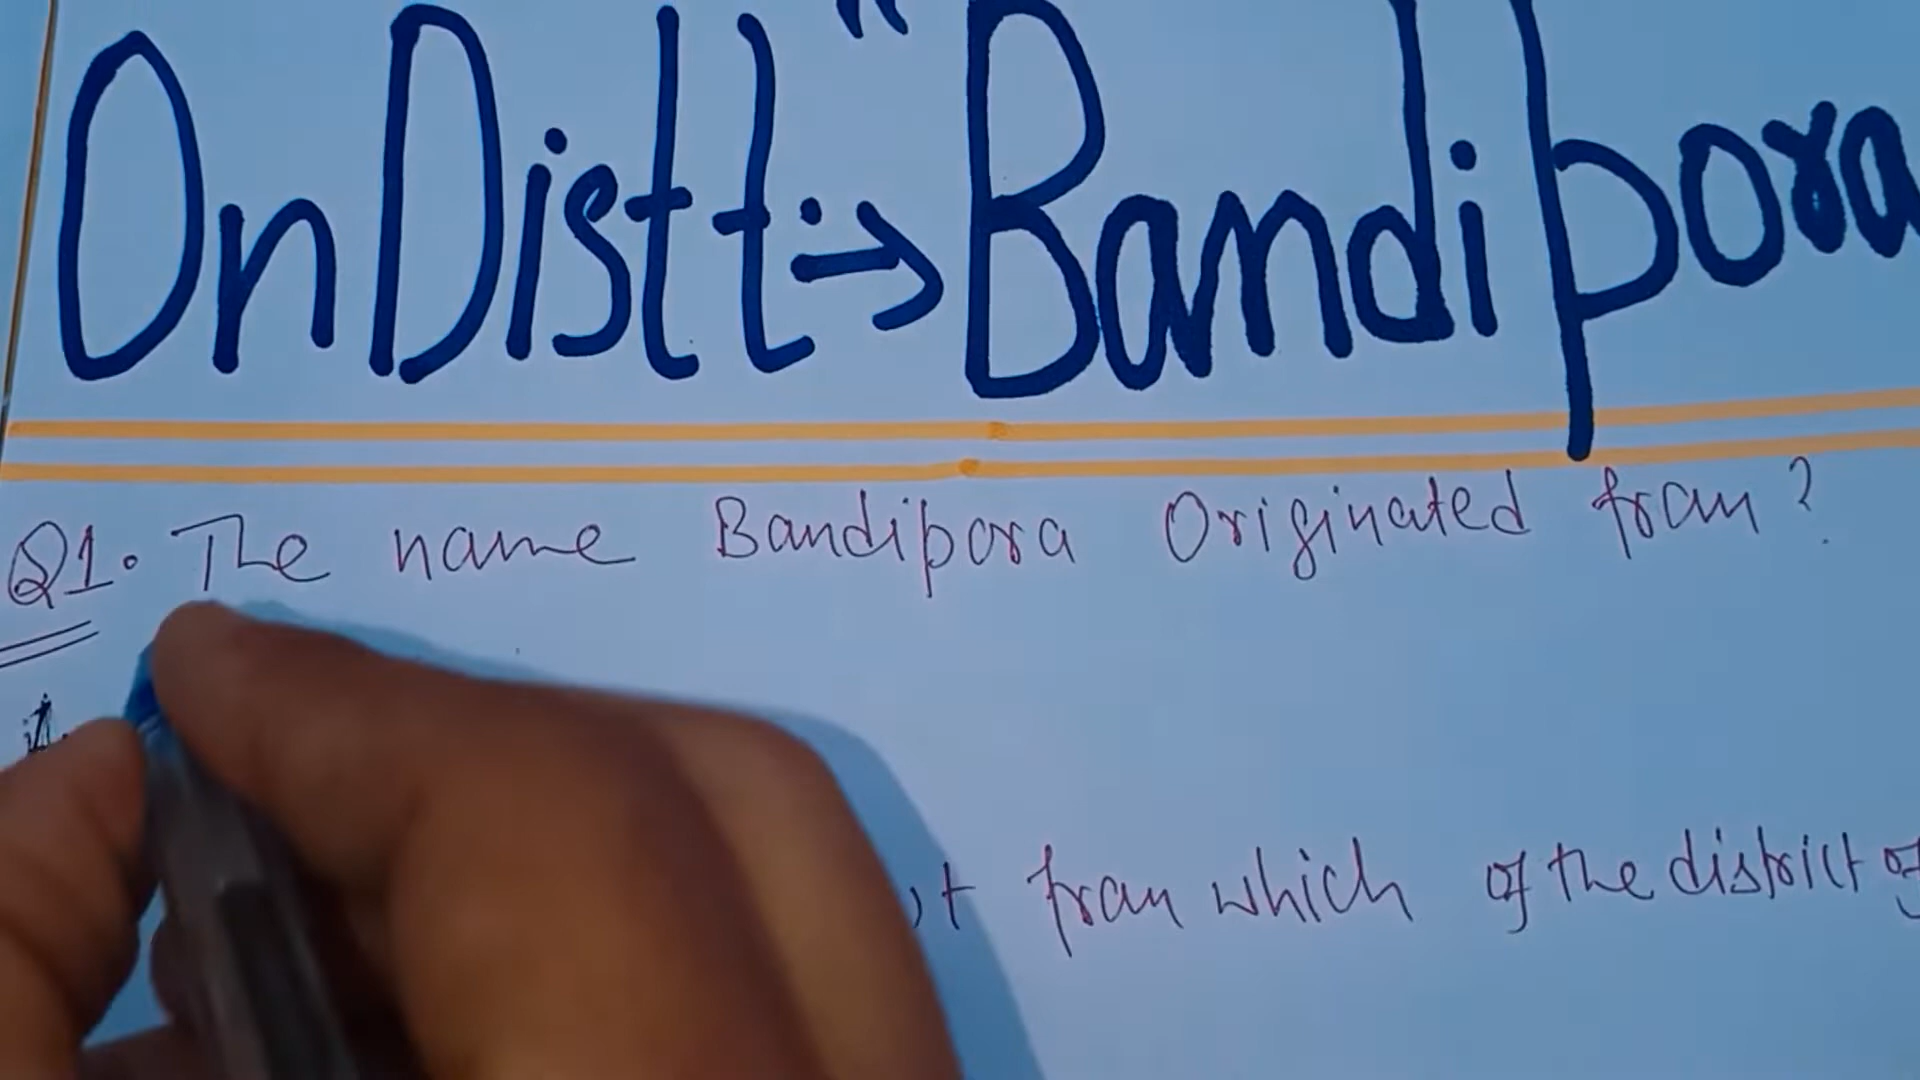 On Distt:→ Bandipora
Q1. The name Bandipora Originated from?
from which of the district of